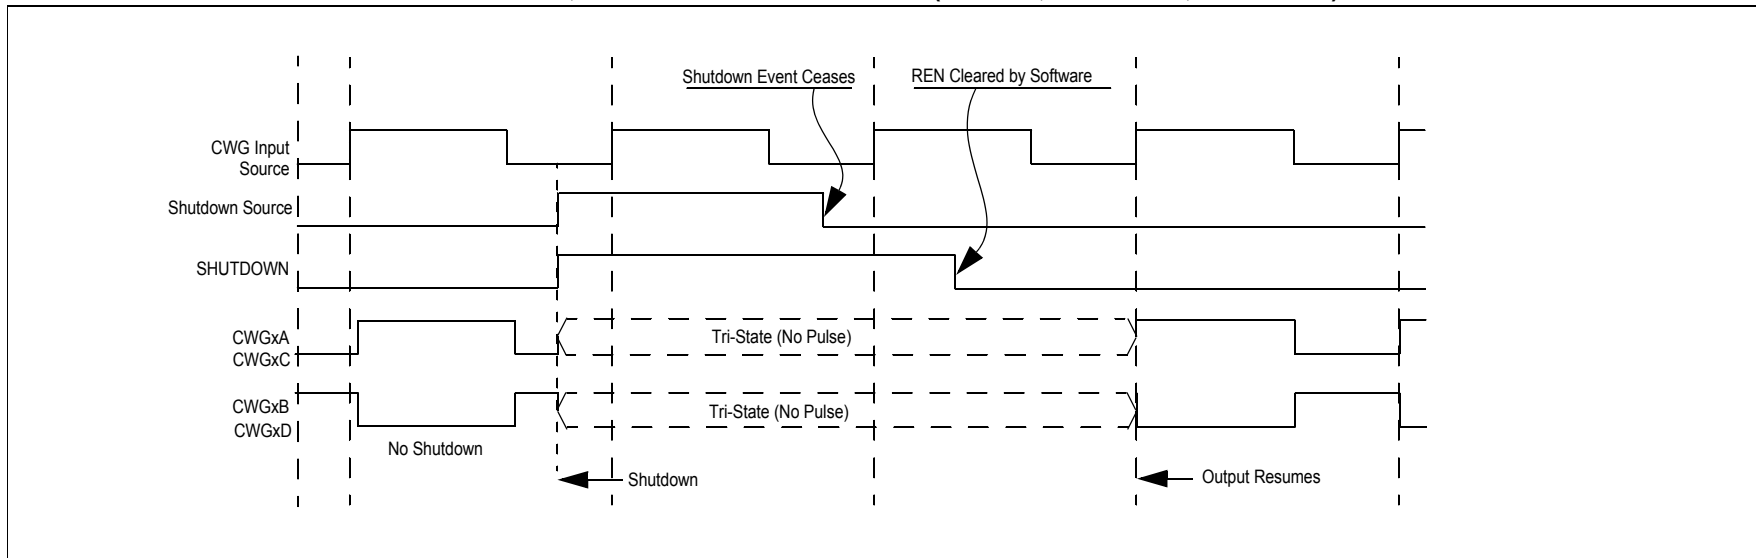 Shutdown Event Ceases
REN Cleared by Software
CWG Input
Source
Shutdown Source
SHUTDOWN
CWGxA
CWGxC
Tri-State (No Pulse)
CWGxB
CWGxD
Tri-State (No Pulse)
No Shutdown
Shutdown
Output Resumes